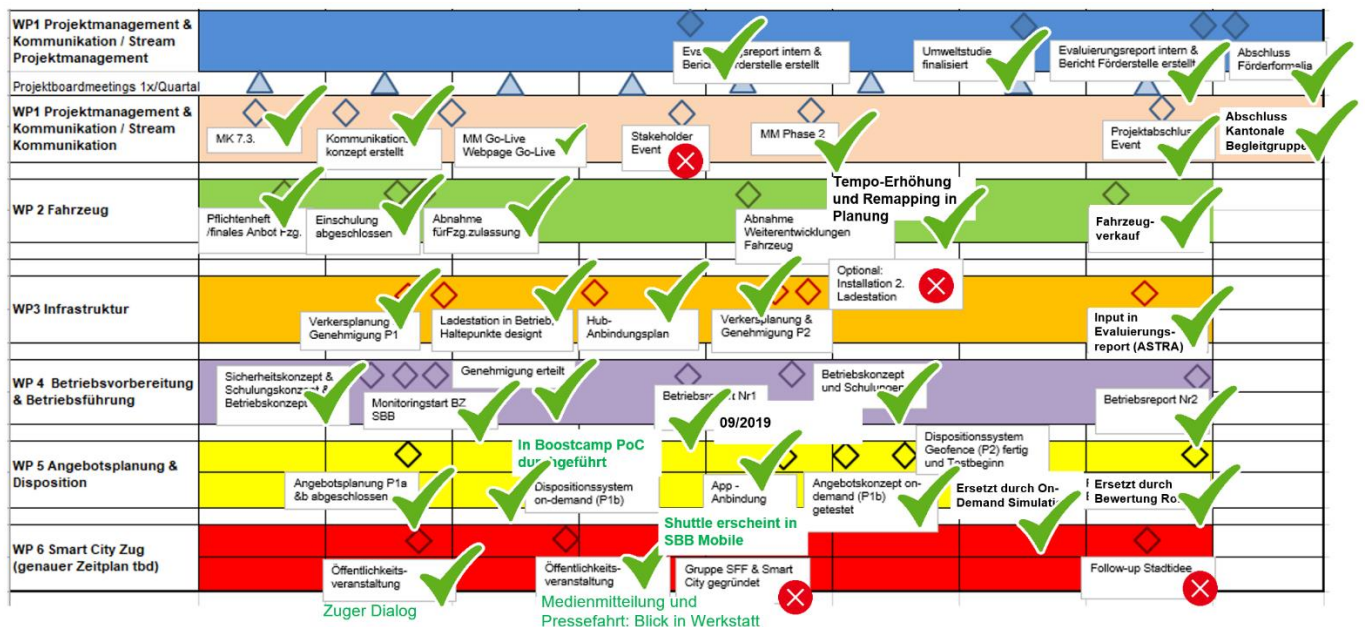 WP1 Projektmanagement &
Kommunikation / Stream
Projektmanagement
Bericht Förderstelle erstellt
Umweltstudie
finalisiert
Evaluierungsreport intern &
Bericht Förderstelle erstellt
Abschluss
Förderformalia
Projektboardmeetings 1x/Quartal
WP1 Projektmanagement &
Kommunikation / Stream
Kommunikation
MK 7.3.
konzept erstellt
MM Go-Live
Webpage Go-Live
Stakeholder
Event
MM Phase 2
Projektabschluss
Event
Abschluss
Kantonale
Begleitgruppe
WP 2 Fahrzeug
Pflichtenheft
/finales Anbot Fzg.
Einschulung
abgeschlossen
Abnahme
fürFzg.zulassung
Abnahme
Weiterentwicklungen
Fahrzeug
Tempo-Erhöhung
und Remapping in
Planung
Fahrzeug-
verkauf
WP3 Infrastruktur
Verkersplanung
Genehmigung P1
Ladestation in Betrieb,
Haltepunkte designt
Hub-
Anbindungsplan
Verkersplanung &
Genehmigung P2
Optional:
Installation 2.
Ladestation
Input in
Evaluierungs-
report (ASTRA)
WP 4 Betriebsvorbereitung
& Betriebsführung
Sicherheitskonzept &
Schulungskonzept &
Betriebskonzept
Monitoringstart BZ
SBB
Genehmigung erteilt
Betriebsreport Nr1
09/2019
Betriebskonzept
und Schulungen
Betriebsreport Nr2
WP 5 Angebotsplanung &
Disposition
Angebotsplanung P1a
&b abgeschlossen
In Boostcamp PoC
durchgeführt
Dispositionssystem
on-demand (P1b)
App -
Anbindung
Shuttle erscheint in
SBB Mobile
Angebotskonzept on-
demand (P1b)
getestet
Dispositionssystem
Geofence (P2) fertig
und Testbeginn
Ersetzt durch On-
Demand Simulation
Ersetzt durch
Bewertung
WP 6 Smart City Zug
(genauer Zeitplan tbd)
Öffentlichkeits-
veranstaltung
Zuger Dialog
Öffentlichkeits-
veranstaltung
Medienmitteilung und
Pressefahrt: Blick in Werkstatt
Gruppe SFF & Smart
City gegründet
Follow-up Stadtidee